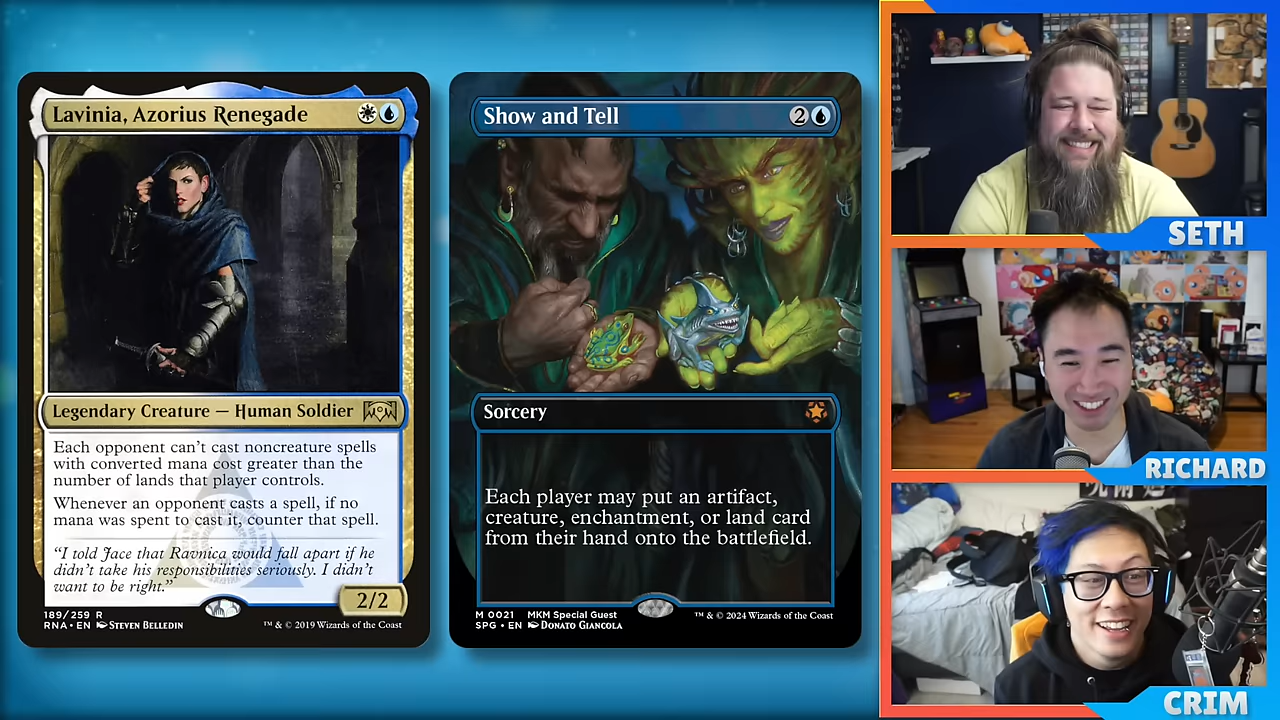 Lavinia, Azorius Renegade
Legendary Creature — Human Soldier
Each opponent can't cast noncreature spells
with converted mana cost greater than the
number of lands that player controls.
Whenever an opponent casts a spell, if no
mana was spent to cast it, counter that spell.
"I told Jace that Ravnica would fall apart if he
didn't take his responsibilities seriously. I didn't
want to be right."
2/2
189/259 R
RNA • EN Steven Belledin
™ & © 2019 Wizards of the Coast
Show and Tell
2
Sorcery
Each player may put an artifact,
creature, enchantment, or land card
from their hand onto the battlefield.
M 0021 MKM Special Guest
SPG • EN Donato Giancola
™ & © 2024 Wizards of the Coast
SETH
RICHARD
CRIM